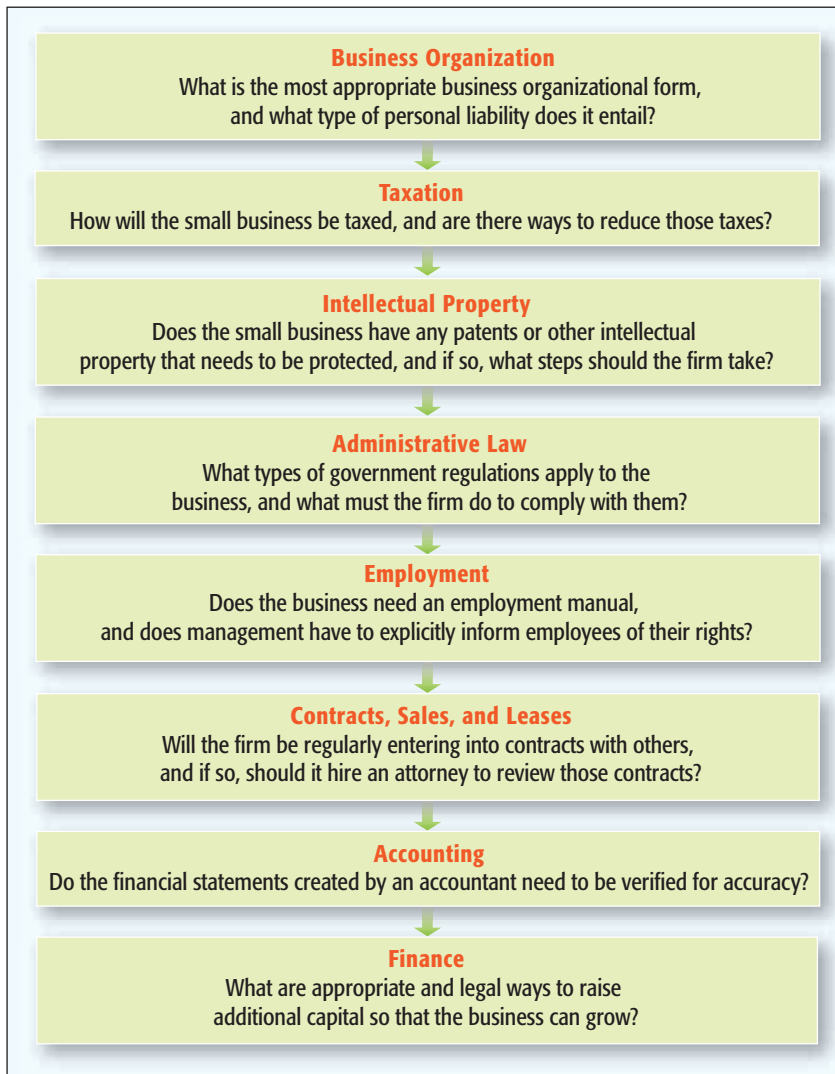 Business Organization
What is the most appropriate business organizational form,
and what type of personal liability does it entail?
Taxation
How will the small business be taxed, and are there ways to reduce those taxes?
Intellectual Property
Does the small business have any patents or other intellectual
property that needs to be protected, and if so, what steps should the firm take?
Administrative Law
What types of government regulations apply to the
business, and what must the firm do to comply with them?
Employment
Does the business need an employment manual,
and does management have to explicitly inform employees of their rights?
Contracts, Sales, and Leases
Will the firm be regularly entering into contracts with others,
and if so, should it hire an attorney to review those contracts?
Accounting
Do the financial statements created by an accountant need to be verified for accuracy?
Finance
What are appropriate and legal ways to raise
additional capital so that the business can grow?